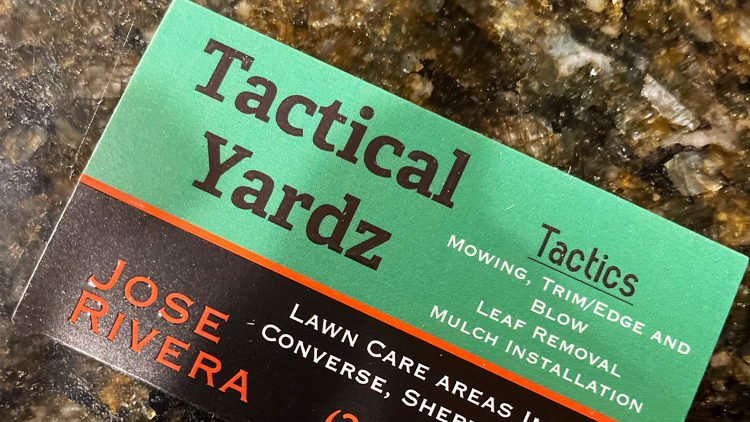 Tactical
Yardz
Tactics
Mowing, Trim/Edge and
Blow
Leaf Removal
Mulch Installation
JOSE
RIVERA
Lawn Care areas
Converse,